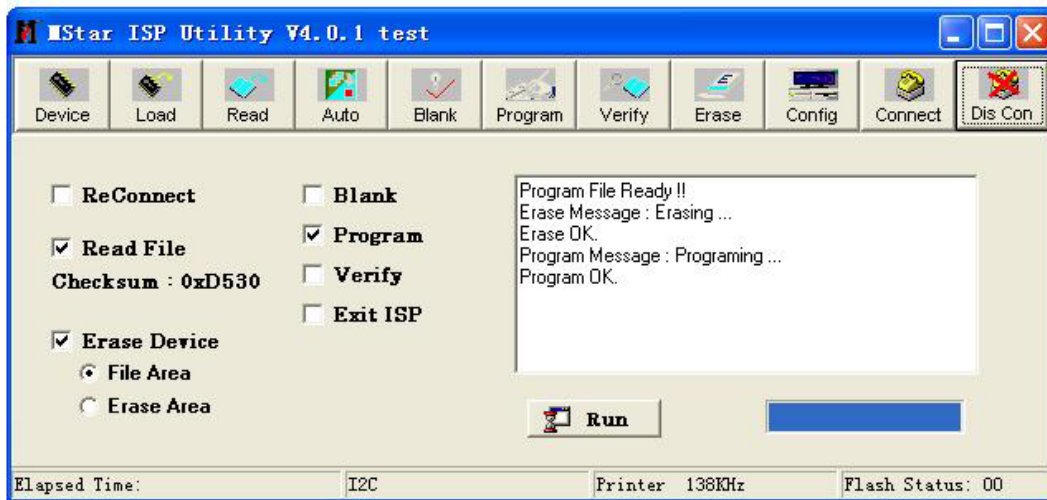 MStar ISP Utility V4.0.1 test
Device Load Read Auto Blank Program Verify Erase Config Connect Dis Con
ReConnect
Read File
Checksum : 0xD530
Erase Device
File Area
Erase Area
Blank
Program
Verify
Exit ISP
Program File Ready !!
Erase Message : Erasing ...
Erase OK.
Program Message : Programing ...
Program OK.
Run
Elapsed Time: I2C Printer 138KHz Flash Status: 00